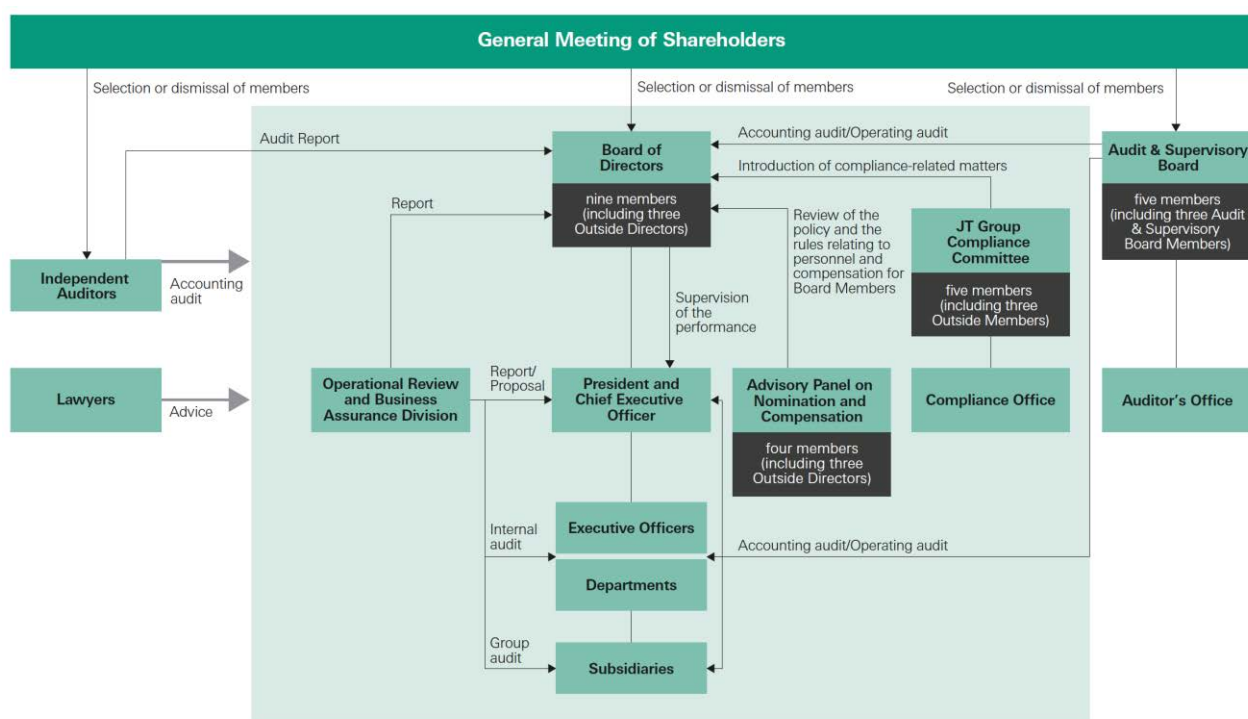 General Meeting of Shareholders
Selection or dismissal of members
Selection or dismissal of members
Selection or dismissal of members
Audit Report
Board of
Directors
nine members
(including three
Outside Directors)
Accounting audit/Operating audit
Introduction of compliance-related matters
Audit & Supervisory
Board
five members
(including three Audit
& Supervisory
Board Members)
Report
Review of the
policy and the
rules relating to
personnel and
compensation for
Board Members
JT Group
Compliance
Committee
five members
(including three
Outside Members)
Independent
Auditors
Accounting
audit
Supervision
of the
performance
Lawyers
Advice
Operational Review
and Business
Assurance Division
Report/
Proposal
President and
Chief Executive
Officer
Advisory Panel on
Nomination and
Compensation
four members
(including three
Outside Directors)
Compliance Office
Auditor's Office
Internal
audit
Executive Officers
Accounting audit/Operating audit
Departments
Group
audit
Subsidiaries